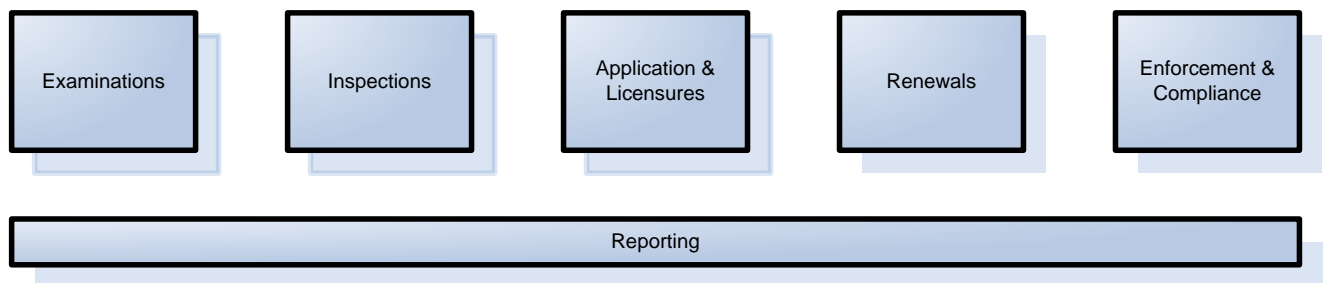 Examinations
Inspections
Application &
Licensures
Renewals
Enforcement &
Compliance
Reporting